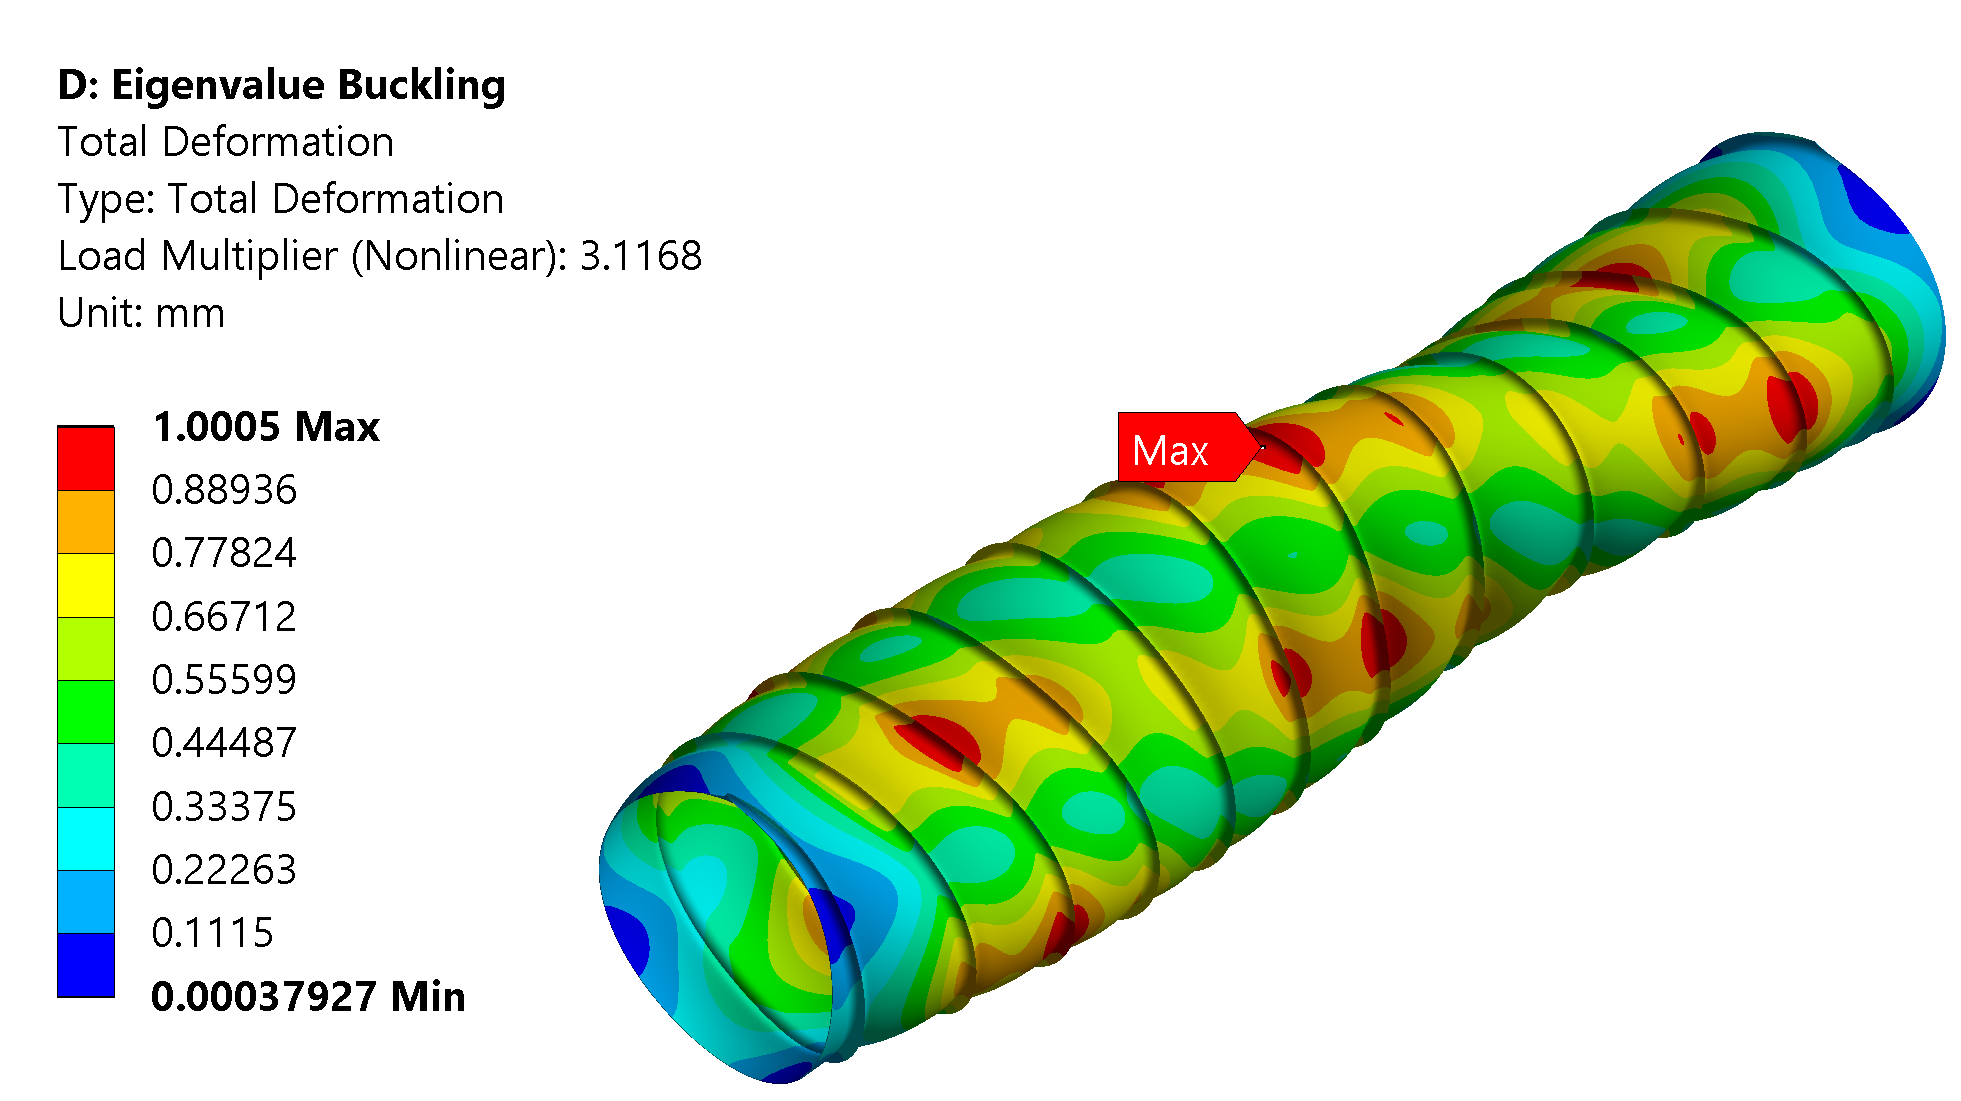 D: Eigenvalue Buckling
Total Deformation
Type: Total Deformation
Load Multiplier (Nonlinear): 3.1168
Unit: mm
1.0005 Max
0.88936
0.77824
0.66712
0.55599
0.44487
0.33375
0.22263
0.1115
0.00037927 Min
Max